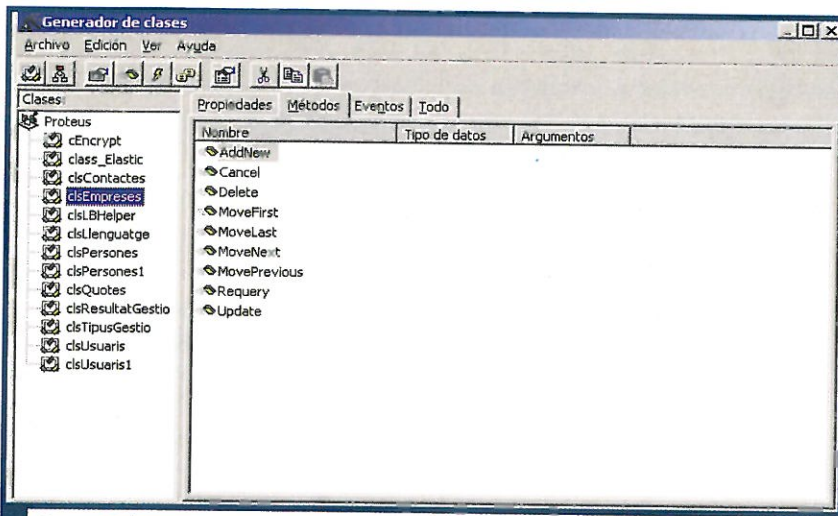 Generador de clases
Archivo Edición Ver Ayuda
Clases
Proteus
cEncrypt
class_Elastic
clsContactes
clsEmpreses
clsLBHelper
clsLlenguatge
clsPersones
clsPersones1
clsQuotes
clsResultatGestio
clsTipusGestio
clsUsuaris
clsUsuaris1
Propiedades Métodos Eventos Todo
Nombre Tipo de datos Argumentos
AddNew
Cancel
Delete
MoveFirst
MoveLast
MoveNext
MovePrevious
Requery
Update